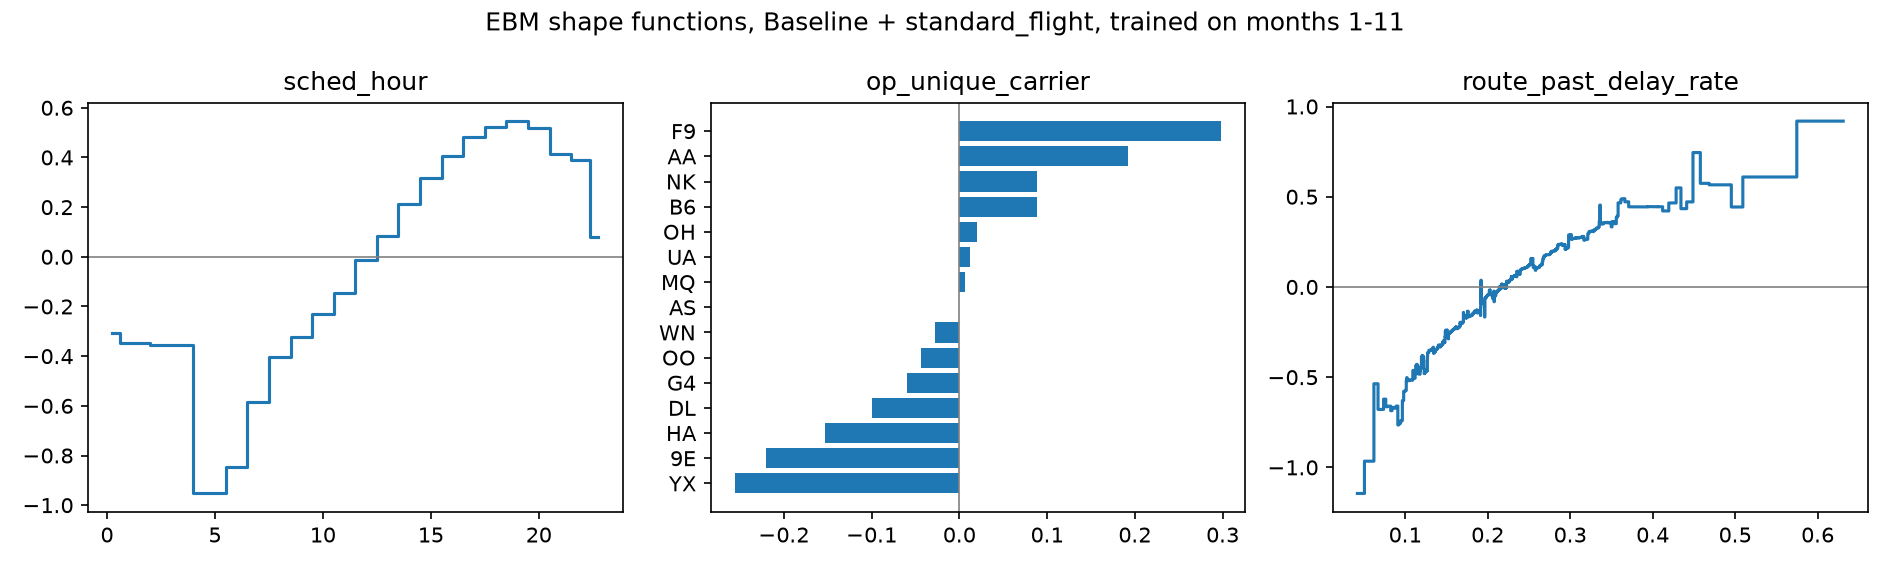 EBM shape functions, Baseline + standard_flight, trained on months 1-11
sched_hour
0.6
0.4
0.2
0.0
−0.2
−0.4
−0.6
−0.8
−1.0
0
5
10
15
20
op_unique_carrier
F9
AA
NK
B6
OH
UA
MQ
AS
WN
OO
G4
DL
HA
9E
YX
−0.2
−0.1
0.0
0.1
0.2
0.3
route_past_delay_rate
1.0
0.5
0.0
−0.5
−1.0
0.1
0.2
0.3
0.4
0.5
0.6